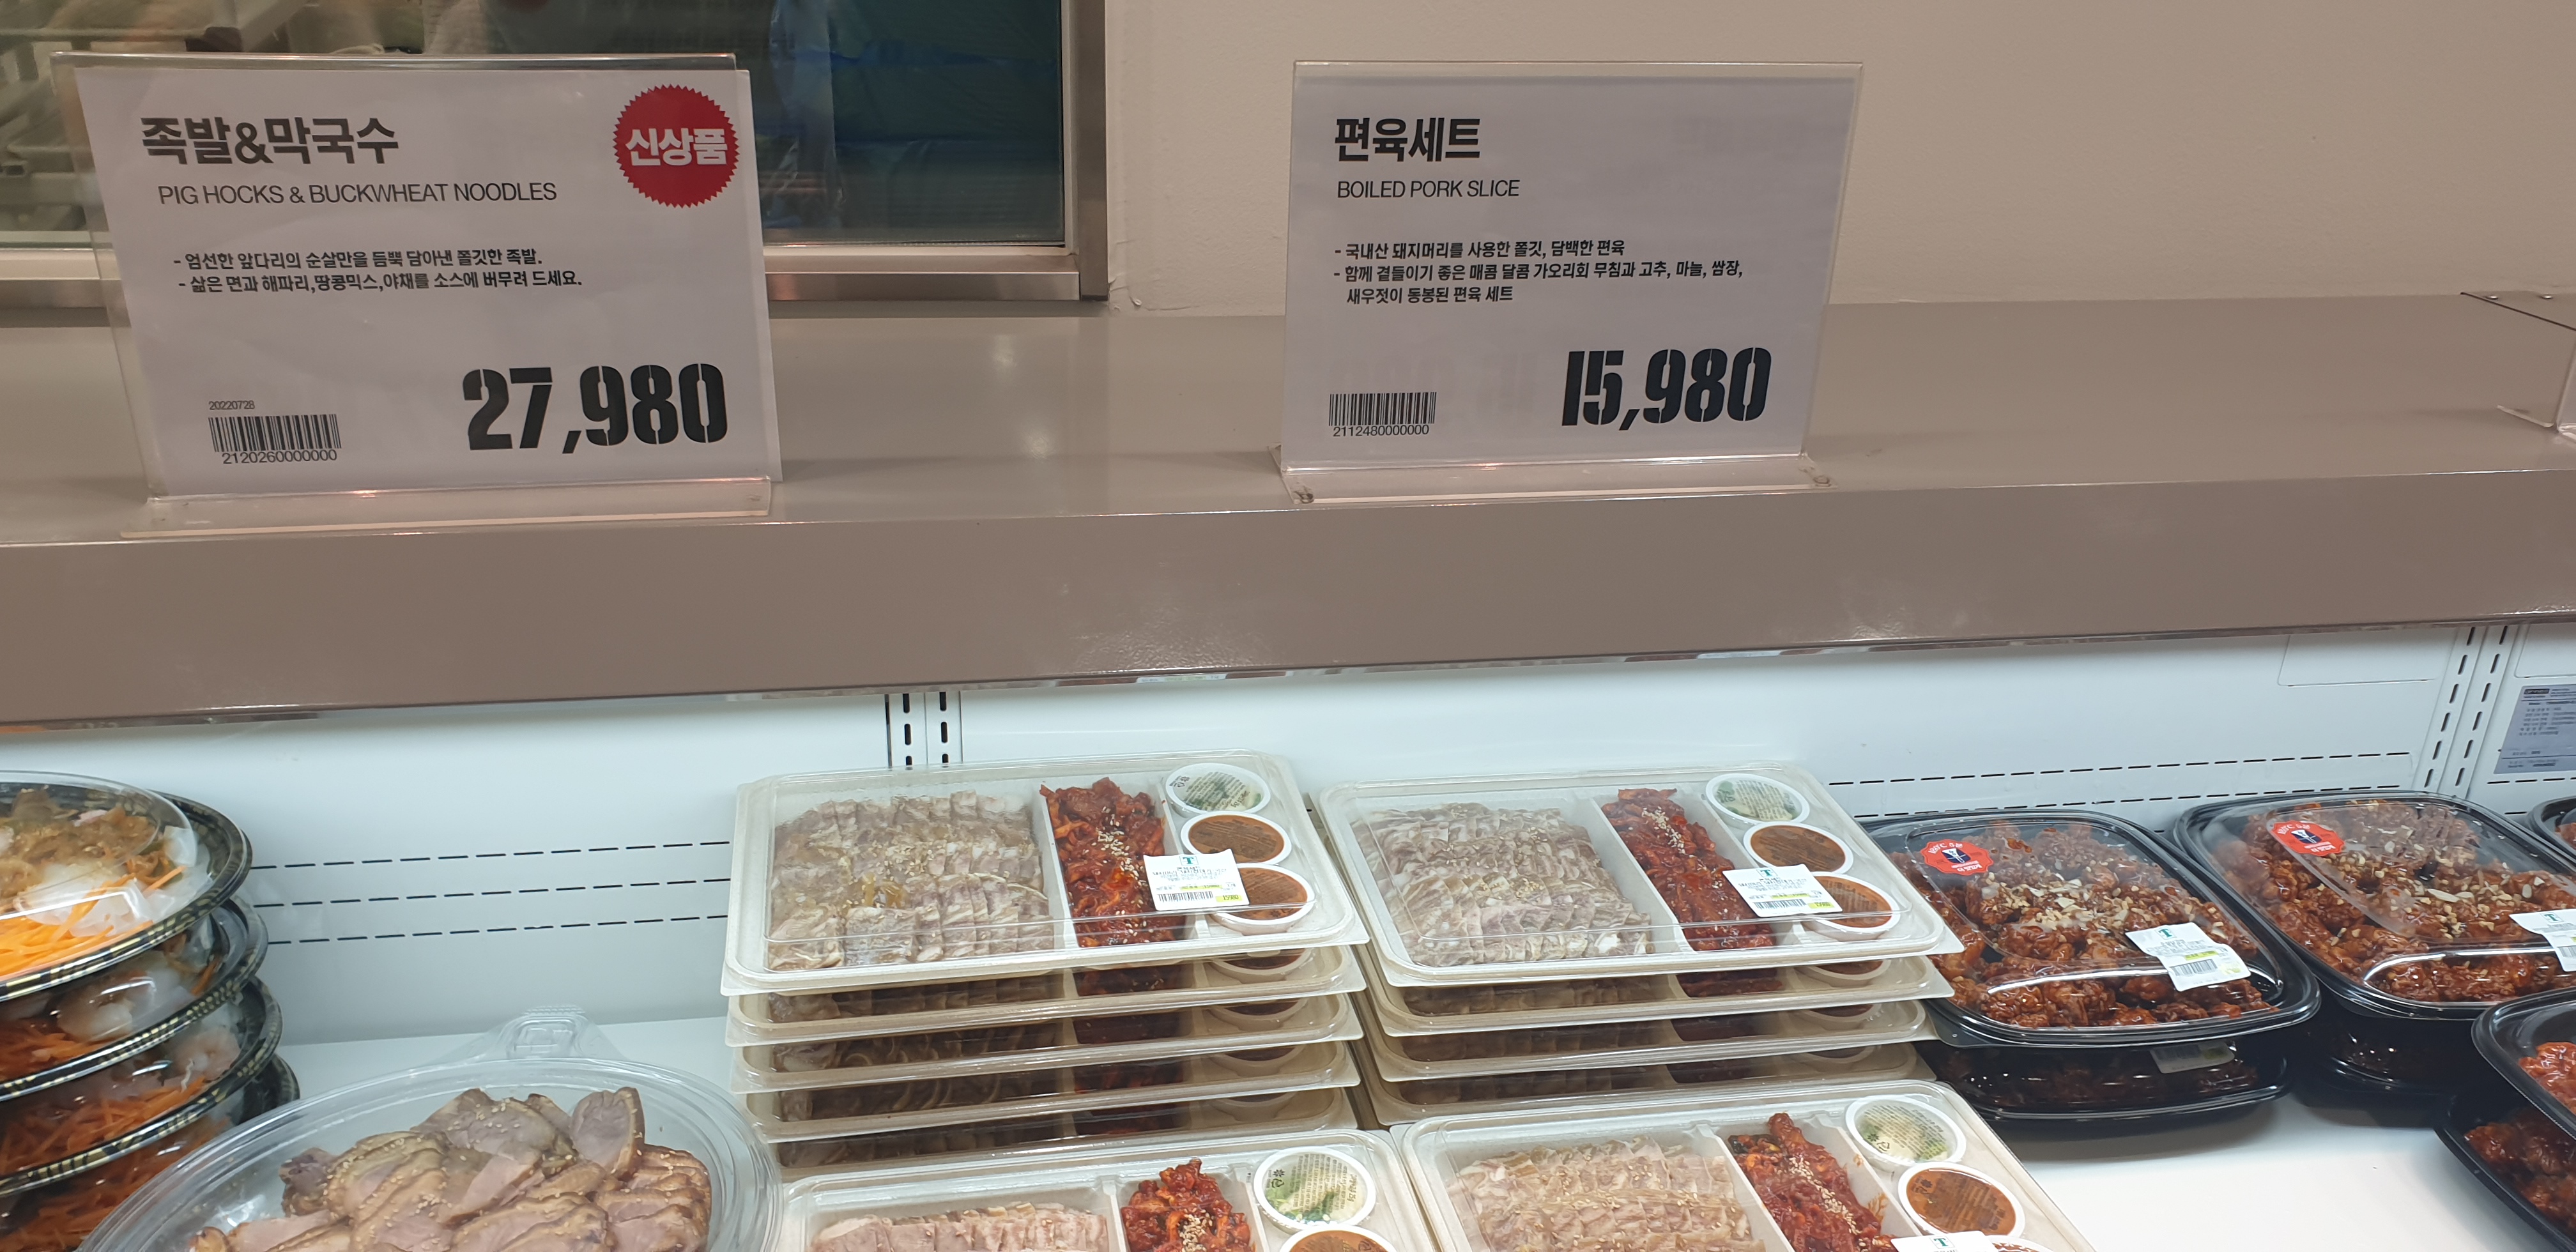 족발&막국수
신상품
PIG HOCKS & BUCKWHEAT NOODLES
- 엄선한 앞다리의 순살만을 듬뿍 담아낸 쫄깃한 족발.
- 삶은 면과 해파리,땅콩믹스,야채를 소스에 버무려 드세요.
20220728
2120260000000
27,980
편육세트
BOILED PORK SLICE
- 국내산 돼지머리를 사용한 쫄깃, 담백한 편육
- 함께 곁들이기 좋은 매콤 달콤 가오리회 무침과 고추, 마늘, 쌈장,
새우젓이 동봉된 편육 세트
2112480000000
15,980